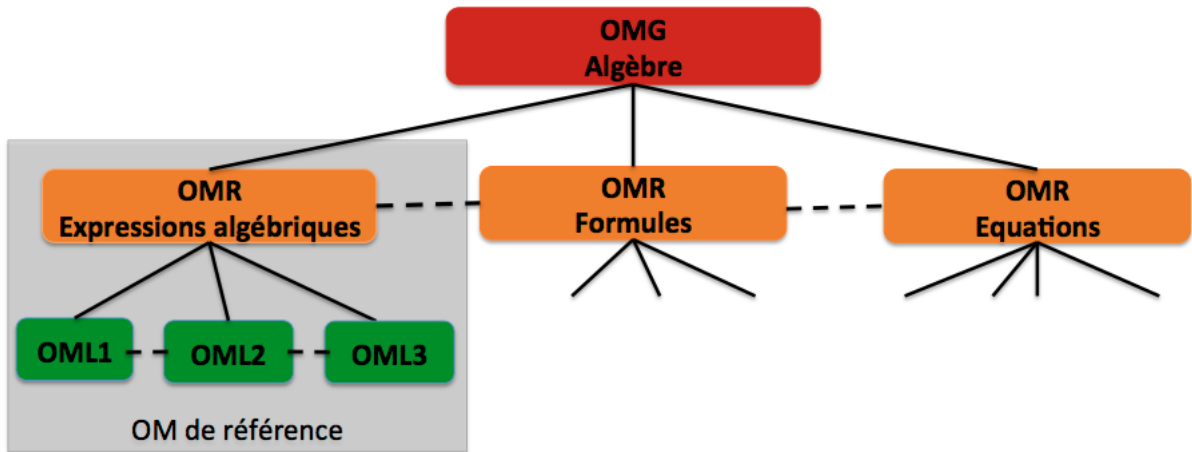 OMG
Algèbre
OMR
Expressions algébriques
OMR
Formules
OMR
Equations
OML1
OML2
OML3
OM de référence